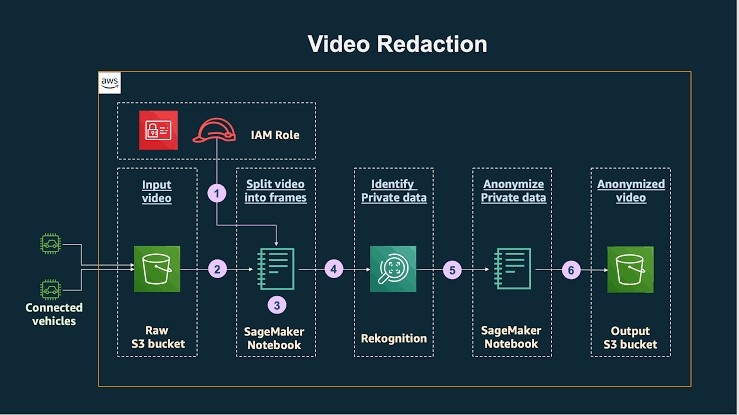 Video Redaction
aws
IAM Role
1
Input
video
Split video
into frames
Identify
Private data
Anonymize
Private data
Anonymized
video
2
3
4
5
6
Connected
vehicles
Raw
S3 bucket
SageMaker
Notebook
Rekognition
SageMaker
Notebook
Output
S3 bucket